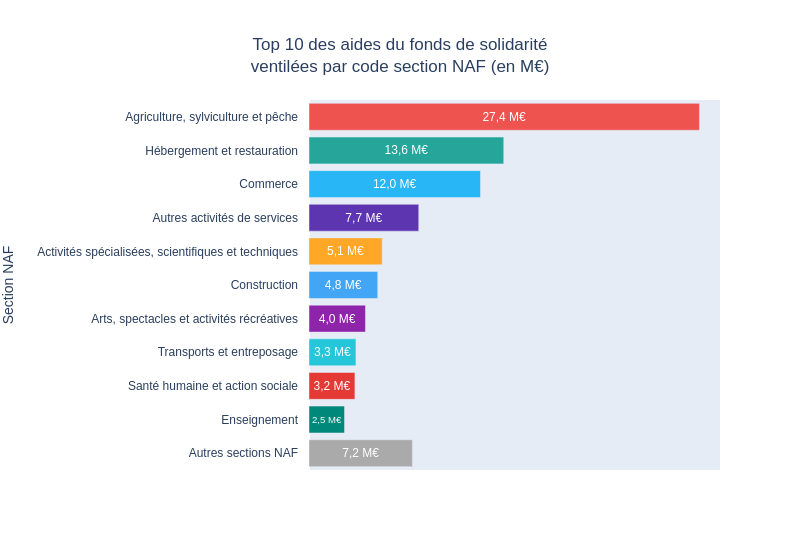 Top 10 des aides du fonds de solidarité
ventilées par code section NAF (en M€)
Section NAF
Agriculture, sylviculture et pêche 27,4 M€
Hébergement et restauration 13,6 M€
Commerce 12,0 M€
Autres activités de services 7,7 M€
Activités spécialisées, scientifiques et techniques 5,1 M€
Construction 4,8 M€
Arts, spectacles et activités récréatives 4,0 M€
Transports et entreposage 3,3 M€
Santé humaine et action sociale 3,2 M€
Enseignement 2,5 M€
Autres sections NAF 7,2 M€